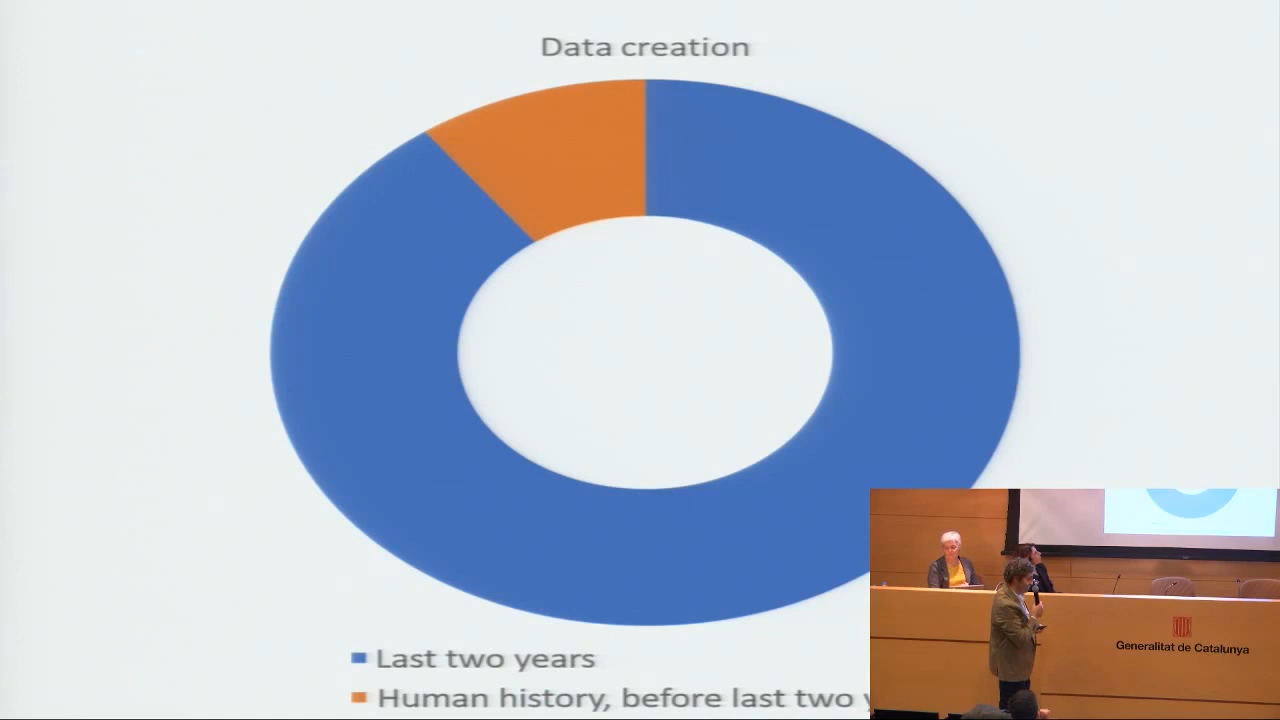 Data creation
Last two years
Human history, before last two
Generalitat de Catalunya